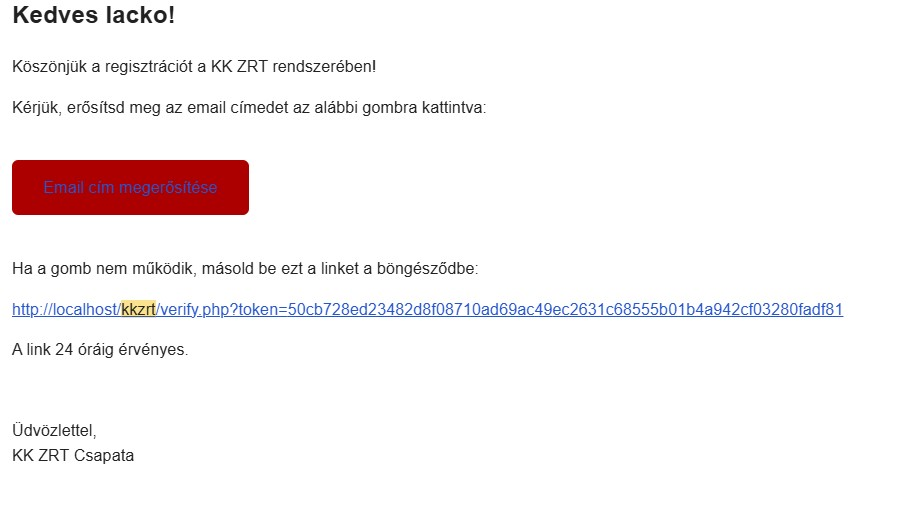 Kedves lacko!
Köszönjük a regisztrációt a KK ZRT rendszerében!
Kérjük, erősítsd meg az email címedet az alábbi gombra kattintva:
Email cím megerősítése
Ha a gomb nem működik, másold be ezt a linket a böngésződbe:
http://localhost/kkzrt/verify.php?token=50cb728ed23482d8f08710ad69ac49ec2631c68555b01b4a942cf03280fadf81
A link 24 óráig érvényes.
Üdvözlettel,
KK ZRT Csapata